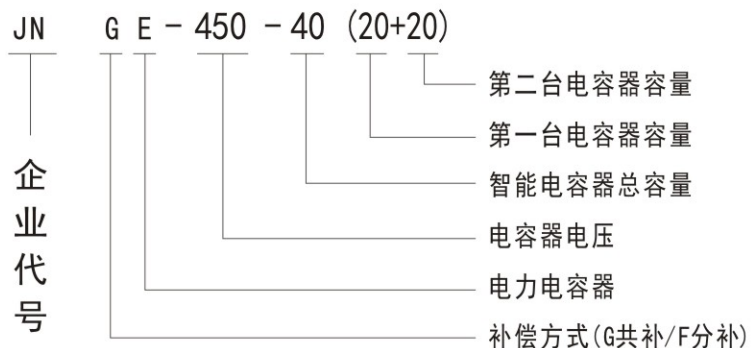 JN G E - 450 - 40 (20+20)
第二台电容器容量
第一台电容器容量
智能电容器总容量
电容器电压
电力电容器
补偿方式(G共补/F分补)
企业代号